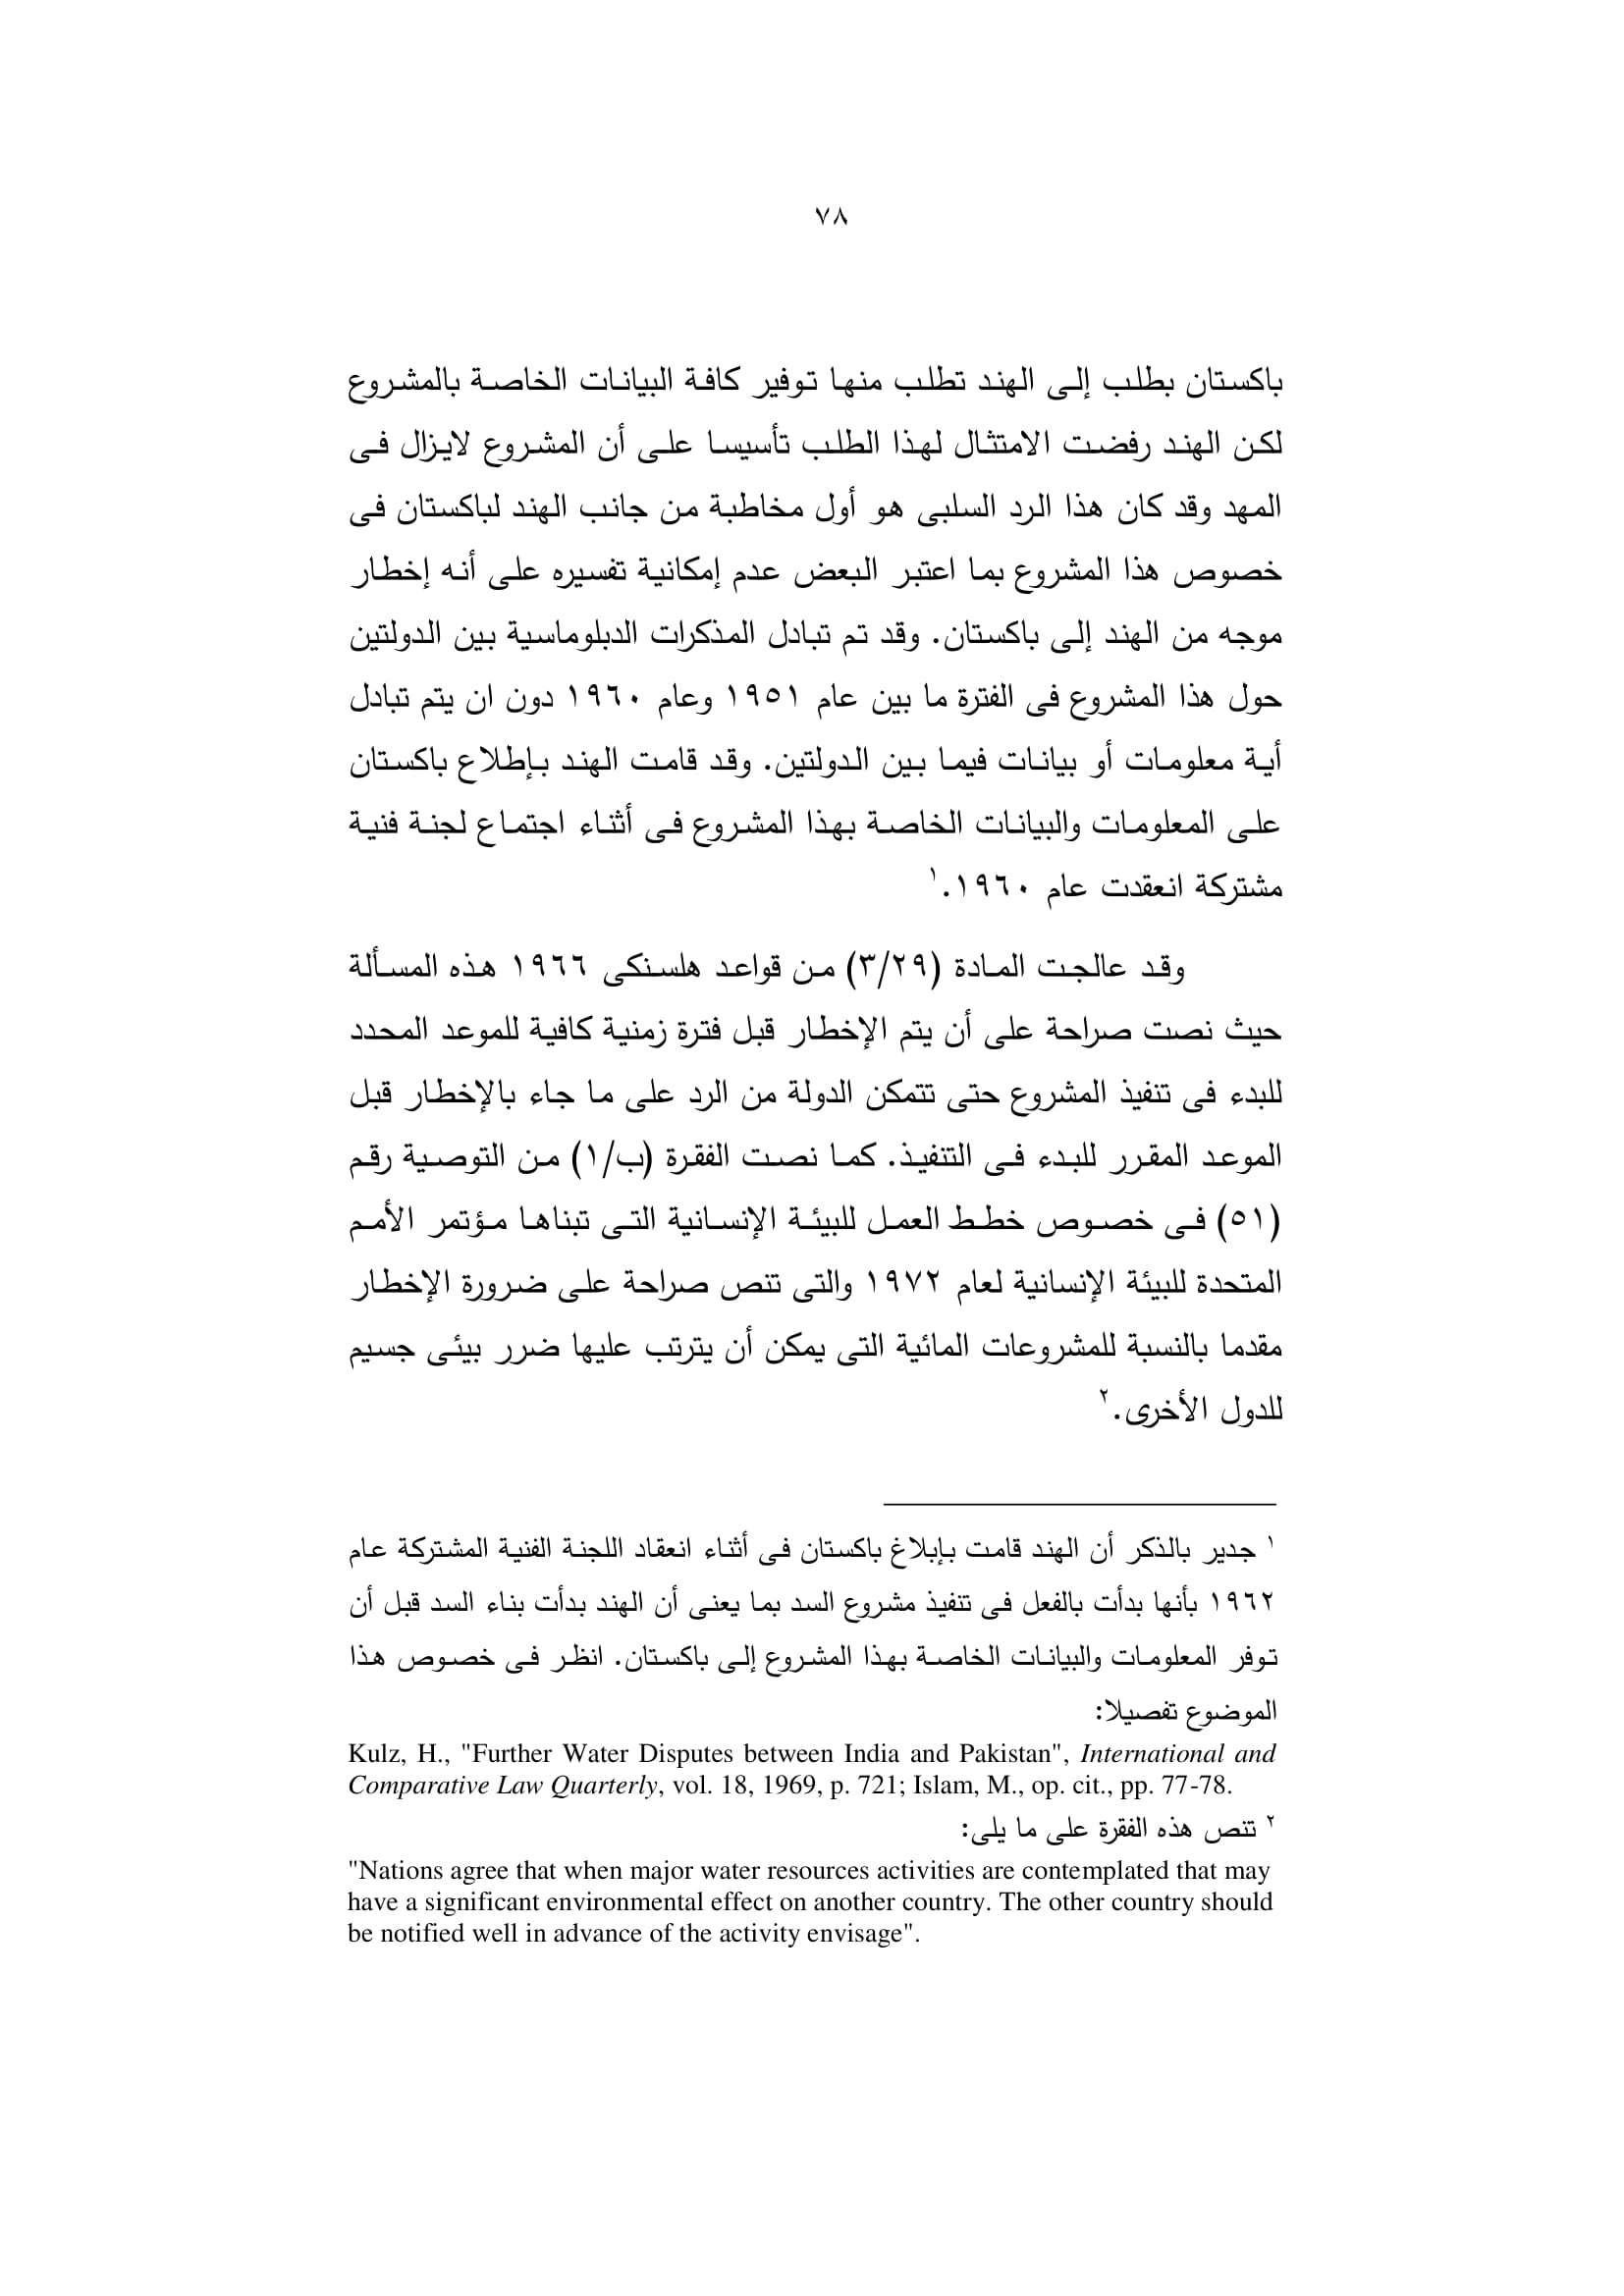 ٧٨
باكستان بطلب إلى الهند تطلب منها توفير كافة البيانات الخاصة بالمشروع
لكن الهند رفضت الامتثال لهذا الطلب تأسيسا على أن المشروع لايزال فى
المهد وقد كان هذا الرد السلبى هو أول مخاطبة من جانب الهند لباكستان فى
خصوص هذا المشروع بما اعتبر البعض عدم إمكانية تفسيره على أنه إخطار
موجه من الهند إلى باكستان. وقد تم تبادل المذكرات الدبلوماسية بين الدولتين
حول هذا المشروع فى الفترة ما بين عام ١٩٥١ وعام ١٩٦٠ دون ان يتم تبادل
أية معلومات أو بيانات فيما بين الدولتين. وقد قامت الهند بإطلاع باكستان
على المعلومات والبيانات الخاصة بهذا المشروع فى أثناء اجتماع لجنة فنية
مشتركة انعقدت عام ١٩٦٠.١
وقد عالجت المادة (٣/٢٩) من قواعد هلسنكى ١٩٦٦ هذه المسألة
حيث نصت صراحة على أن يتم الإخطار قبل فترة زمنية كافية للموعد المحدد
للبدء فى تنفيذ المشروع حتى تتمكن الدولة من الرد على ما جاء بالإخطار قبل
الموعد المقرر للبدء فى التنفيذ. كما نصت الفقرة (ب/١) من التوصية رقم
(٥١) فى خصوص خطط العمل للبيئة الإنسانية التى تبناها مؤتمر الأمم
المتحدة للبيئة الإنسانية لعام ١٩٧٢ والتى تنص صراحة على ضرورة الإخطار
مقدما بالنسبة للمشروعات المائية التى يمكن أن يترتب عليها ضرر بيئى جسيم
للدول الأخرى.٢
١ جدير بالذكر أن الهند قامت بإبلاغ باكستان فى أثناء انعقاد اللجنة الفنية المشتركة عام
١٩٦٢ بأنها بدأت بالفعل فى تنفيذ مشروع السد بما يعنى أن الهند بدأت بناء السد قبل أن
توفر المعلومات والبيانات الخاصة بهذا المشروع إلى باكستان. انظر فى خصوص هذا
الموضوع تفصيلا:
Kulz, H., "Further Water Disputes between India and Pakistan", International and
Comparative Law Quarterly, vol. 18, 1969, p. 721; Islam, M., op. cit., pp. 77-78.
٢ تنص هذه الفقرة على ما يلى:
"Nations agree that when major water resources activities are contemplated that may
have a significant environmental effect on another country. The other country should
be notified well in advance of the activity envisage".